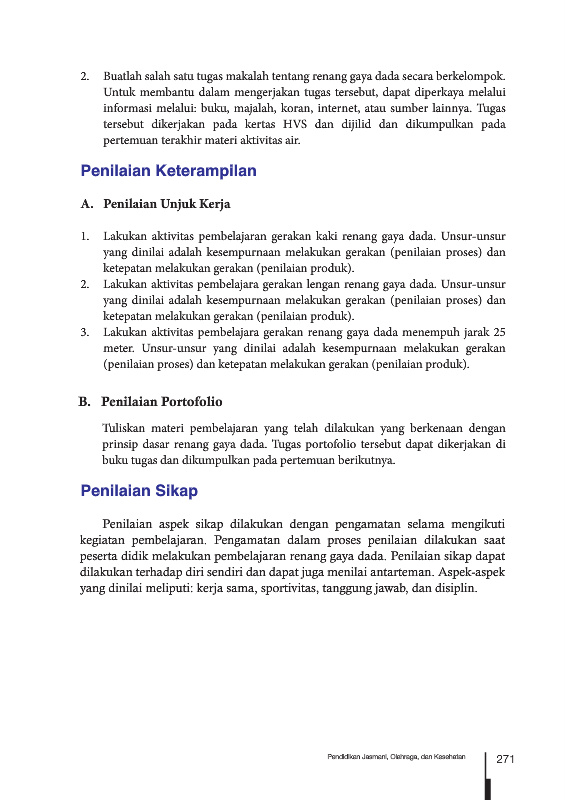 2. Buatlah salah satu tugas makalah tentang renang gaya dada secara berkelompok.
Untuk membantu dalam mengerjakan tugas tersebut, dapat diperkaya melalui
informasi melalui: buku, majalah, koran, internet, atau sumber lainnya. Tugas
tersebut dikerjakan pada kertas HVS dan dijilid dan dikumpulkan pada
pertemuan terakhir materi aktivitas air.
Penilaian Keterampilan
A. Penilaian Unjuk Kerja
1. Lakukan aktivitas pembelajaran gerakan kaki renang gaya dada. Unsur-unsur
yang dinilai adalah kesempurnaan melakukan gerakan (penilaian proses) dan
ketepatan melakukan gerakan (penilaian produk).
2. Lakukan aktivitas pembelajara gerakan lengan renang gaya dada. Unsur-unsur
yang dinilai adalah kesempurnaan melakukan gerakan (penilaian proses) dan
ketepatan melakukan gerakan (penilaian produk).
3. Lakukan aktivitas pembelajara gerakan renang gaya dada menempuh jarak 25
meter. Unsur-unsur yang dinilai adalah kesempurnaan melakukan gerakan
(penilaian proses) dan ketepatan melakukan gerakan (penilaian produk).
B. Penilaian Portofolio
Tuliskan materi pembelajaran yang telah dilakukan yang berkenaan dengan
prinsip dasar renang gaya dada. Tugas portofolio tersebut dapat dikerjakan di
buku tugas dan dikumpulkan pada pertemuan berikutnya.
Penilaian Sikap
Penilaian aspek sikap dilakukan dengan pengamatan selama mengikuti
kegiatan pembelajaran. Pengamatan dalam proses penilaian dilakukan saat
peserta didik melakukan pembelajaran renang gaya dada. Penilaian sikap dapat
dilakukan terhadap diri sendiri dan dapat juga menilai antarteman. Aspek-aspek
yang dinilai meliputi: kerja sama, sportivitas, tanggung jawab, dan disiplin.
Pendidikan Jasmani, Olahraga, dan Kesehatan 271